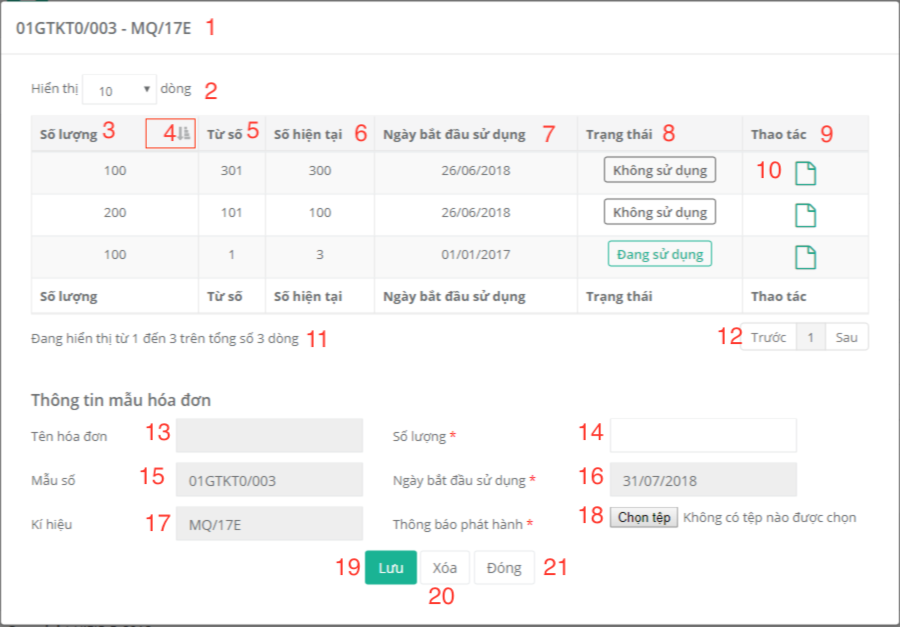 01GTKT0/003 - MQ/17E 1
Hiển thị 10 dòng 2
Số lượng 3 4 Từ số 5 Số hiện tại 6 Ngày bắt đầu sử dụng 7 Trạng thái 8 Thao tác 9
100 301 300 26/06/2018 Không sử dụng 10
200 101 100 26/06/2018 Không sử dụng
100 1 3 01/01/2017 Đang sử dụng
Số lượng Từ số Số hiện tại Ngày bắt đầu sử dụng Trạng thái Thao tác
Đang hiển thị từ 1 đến 3 trên tổng số 3 dòng 11 12 Trước 1 Sau
Thông tin mẫu hóa đơn
Tên hóa đơn 13 Số lượng * 14
Mẫu số 15 01GTKT0/003 Ngày bắt đầu sử dụng * 16 31/07/2018
Kí hiệu 17 MQ/17E Thông báo phát hành * 18 Chọn tệp Không có tệp nào được chọn
19 Lưu Xóa Đóng 21
20